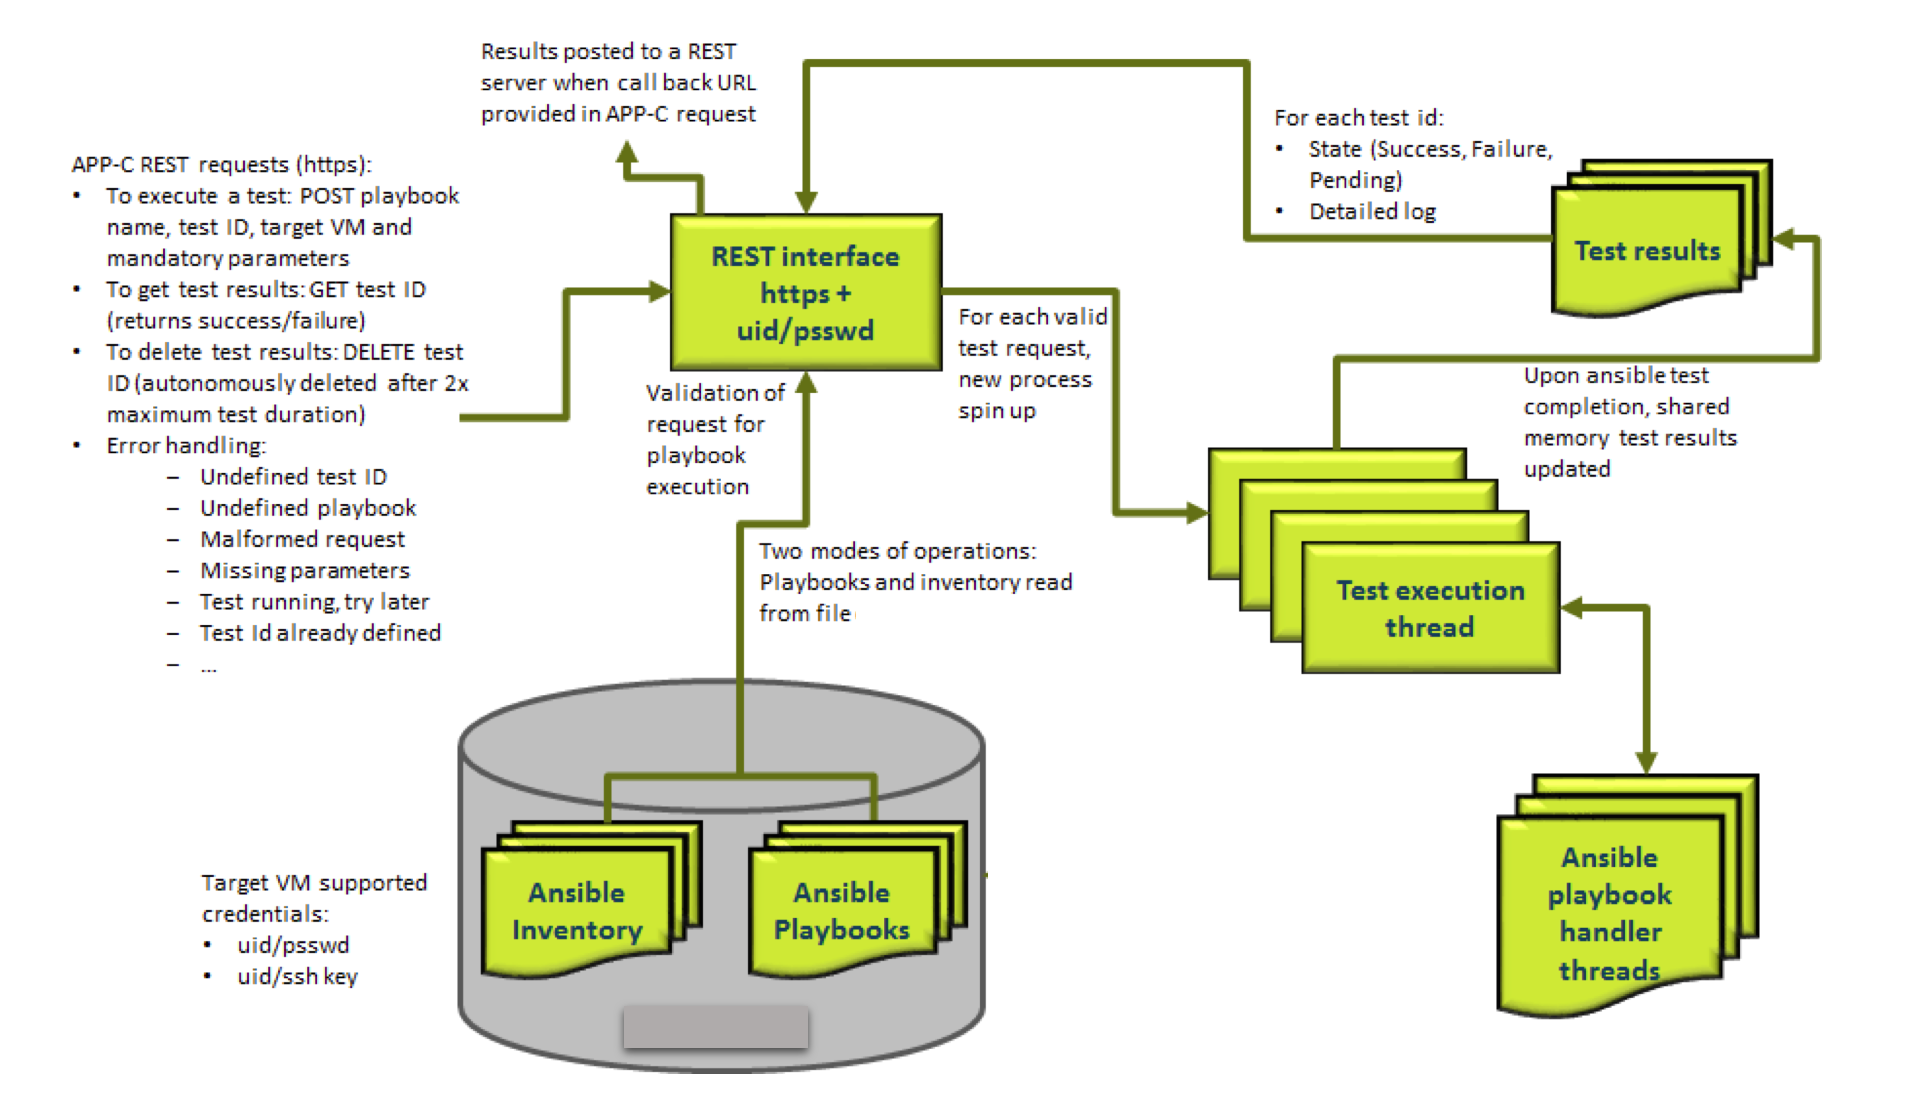 Results posted to a REST
server when call back URL
provided in APP-C request
APP-C REST requests (https):
• To execute a test: POST playbook
name, test ID, target VM and
mandatory parameters
• To get test results: GET test ID
(returns success/failure)
• To delete test results: DELETE test
ID (autonomously deleted after 2x
maximum test duration)
• Error handling:
– Undefined test ID
– Undefined playbook
– Malformed request
– Missing parameters
– Test running, try later
– Test Id already defined
– ...
REST interface
https +
uid/psswd
For each test id:
• State (Success, Failure,
Pending)
• Detailed log
Test results
For each valid
test request,
new process
spin up
Validation of
request for
playbook
execution
Upon ansible test
completion, shared
memory test results
updated
Two modes of operations:
Playbooks and inventory read
from file
Test execution
thread
Target VM supported
credentials:
• uid/psswd
• uid/ssh key
Ansible
Inventory
Ansible
Playbooks
Ansible
playbook
handler
threads